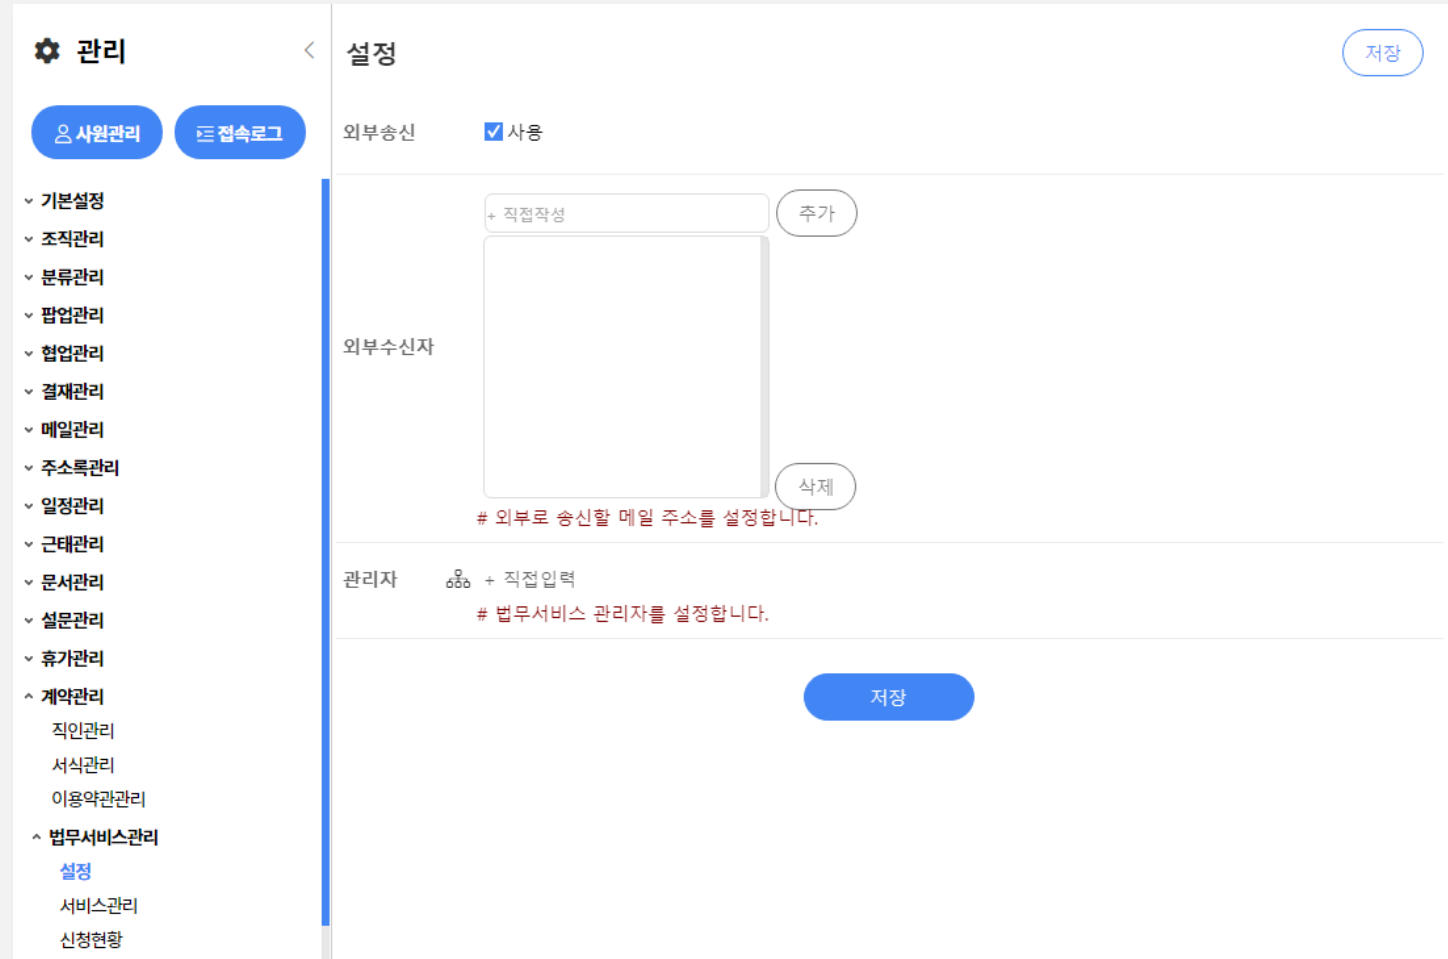 관리
사원관리
접속로그
기본설정
조직관리
분류관리
팝업관리
협업관리
결재관리
메일관리
주소록관리
일정관리
근태관리
문서관리
설문관리
휴가관리
계약관리
직인관리
서식관리
이용약관관리
법무서비스관리
설정
서비스관리
신청현황
설정
저장
외부송신
사용
외부수신자
+ 직접작성
추가
삭제
# 외부로 송신할 메일 주소를 설정합니다.
관리자
+ 직접입력
# 법무서비스 관리자를 설정합니다.
저장